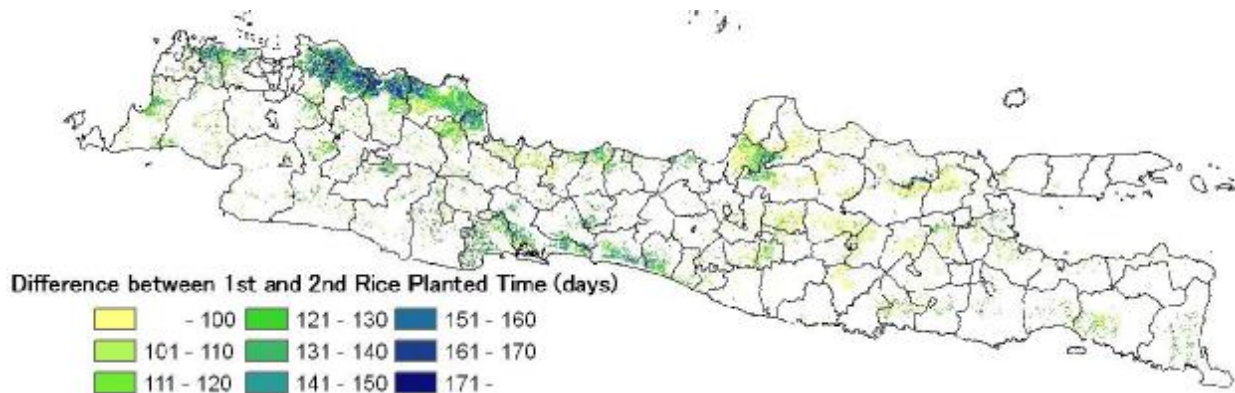 Difference between 1st and 2nd Rice Planted Time (days)
- 100 121 - 130 151 - 160
101 - 110 131 - 140 161 - 170
111 - 120 141 - 150 171 -